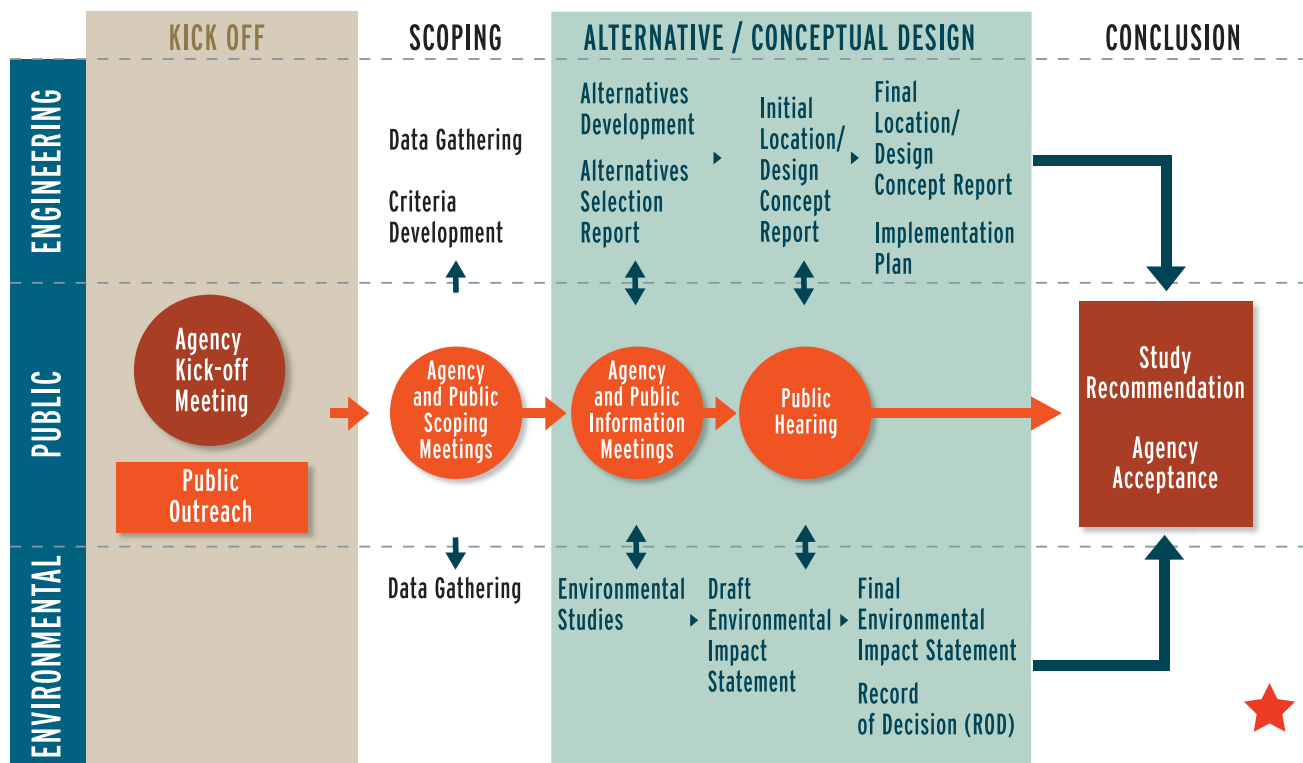 KICK OFF
SCOPING
ALTERNATIVE / CONCEPTUAL DESIGN
CONCLUSION
ENGINEERING
Data Gathering
Criteria
Development
Alternatives
Development
Alternatives
Selection
Report
Initial
Location/
Design
Concept
Report
Final
Location/
Design
Concept Report
Implementation
Plan
PUBLIC
Agency
Kick-off
Meeting
Public
Outreach
Agency
and Public
Scoping
Meetings
Agency
and Public
Information
Meetings
Public
Hearing
Study
Recommendation
Agency
Acceptance
ENVIRONMENTAL
Data Gathering
Environmental
Studies
Draft
Environmental
Impact
Statement
Final
Environmental
Impact Statement
Record
of Decision (ROD)